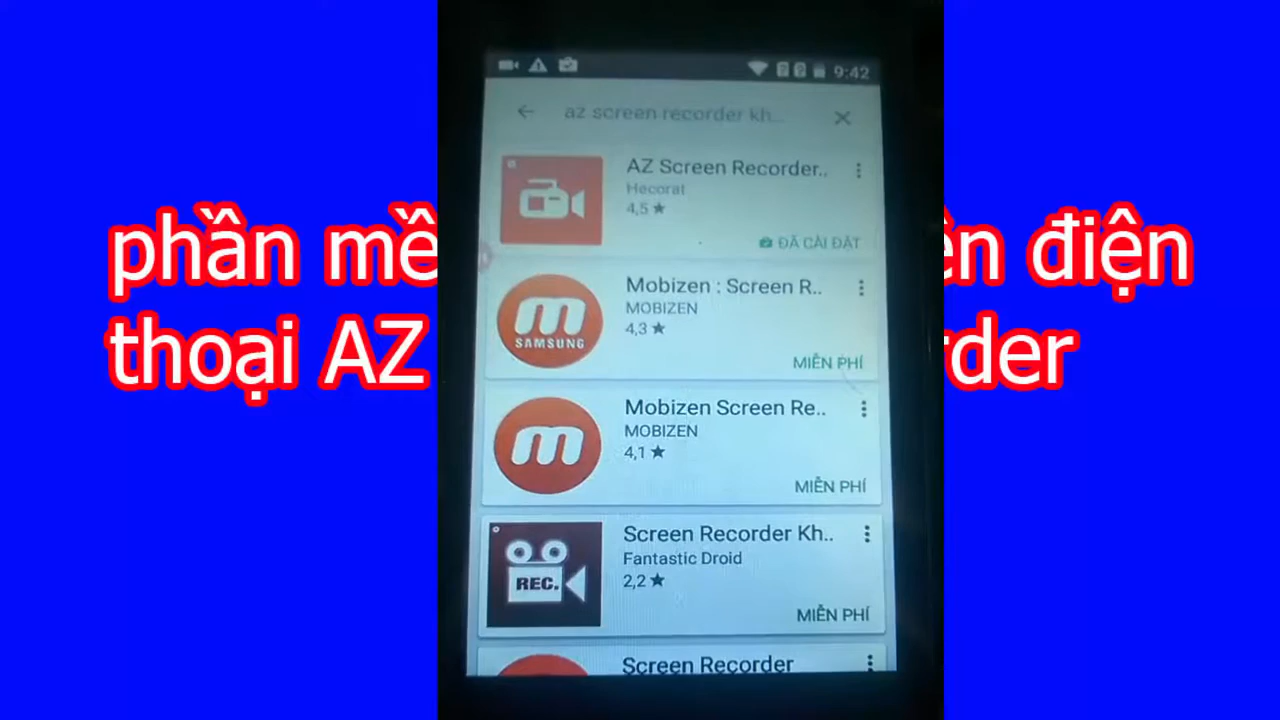 9:42
az screen recorder kh...
AZ Screen Recorder..
Hecorat
4,5 ★
ĐÃ CÀI ĐẶT
Mobizen : Screen R..
MOBIZEN
4,3 ★
SAMSUNG
MIỄN PHÍ
Mobizen Screen Re..
MOBIZEN
4,1 ★
MIỄN PHÍ
Screen Recorder Kh..
Fantastic Droid
2,2 ★
REC.
MIỄN PHÍ
Screen Recorder
phần mề ên điện
thoại AZ rder